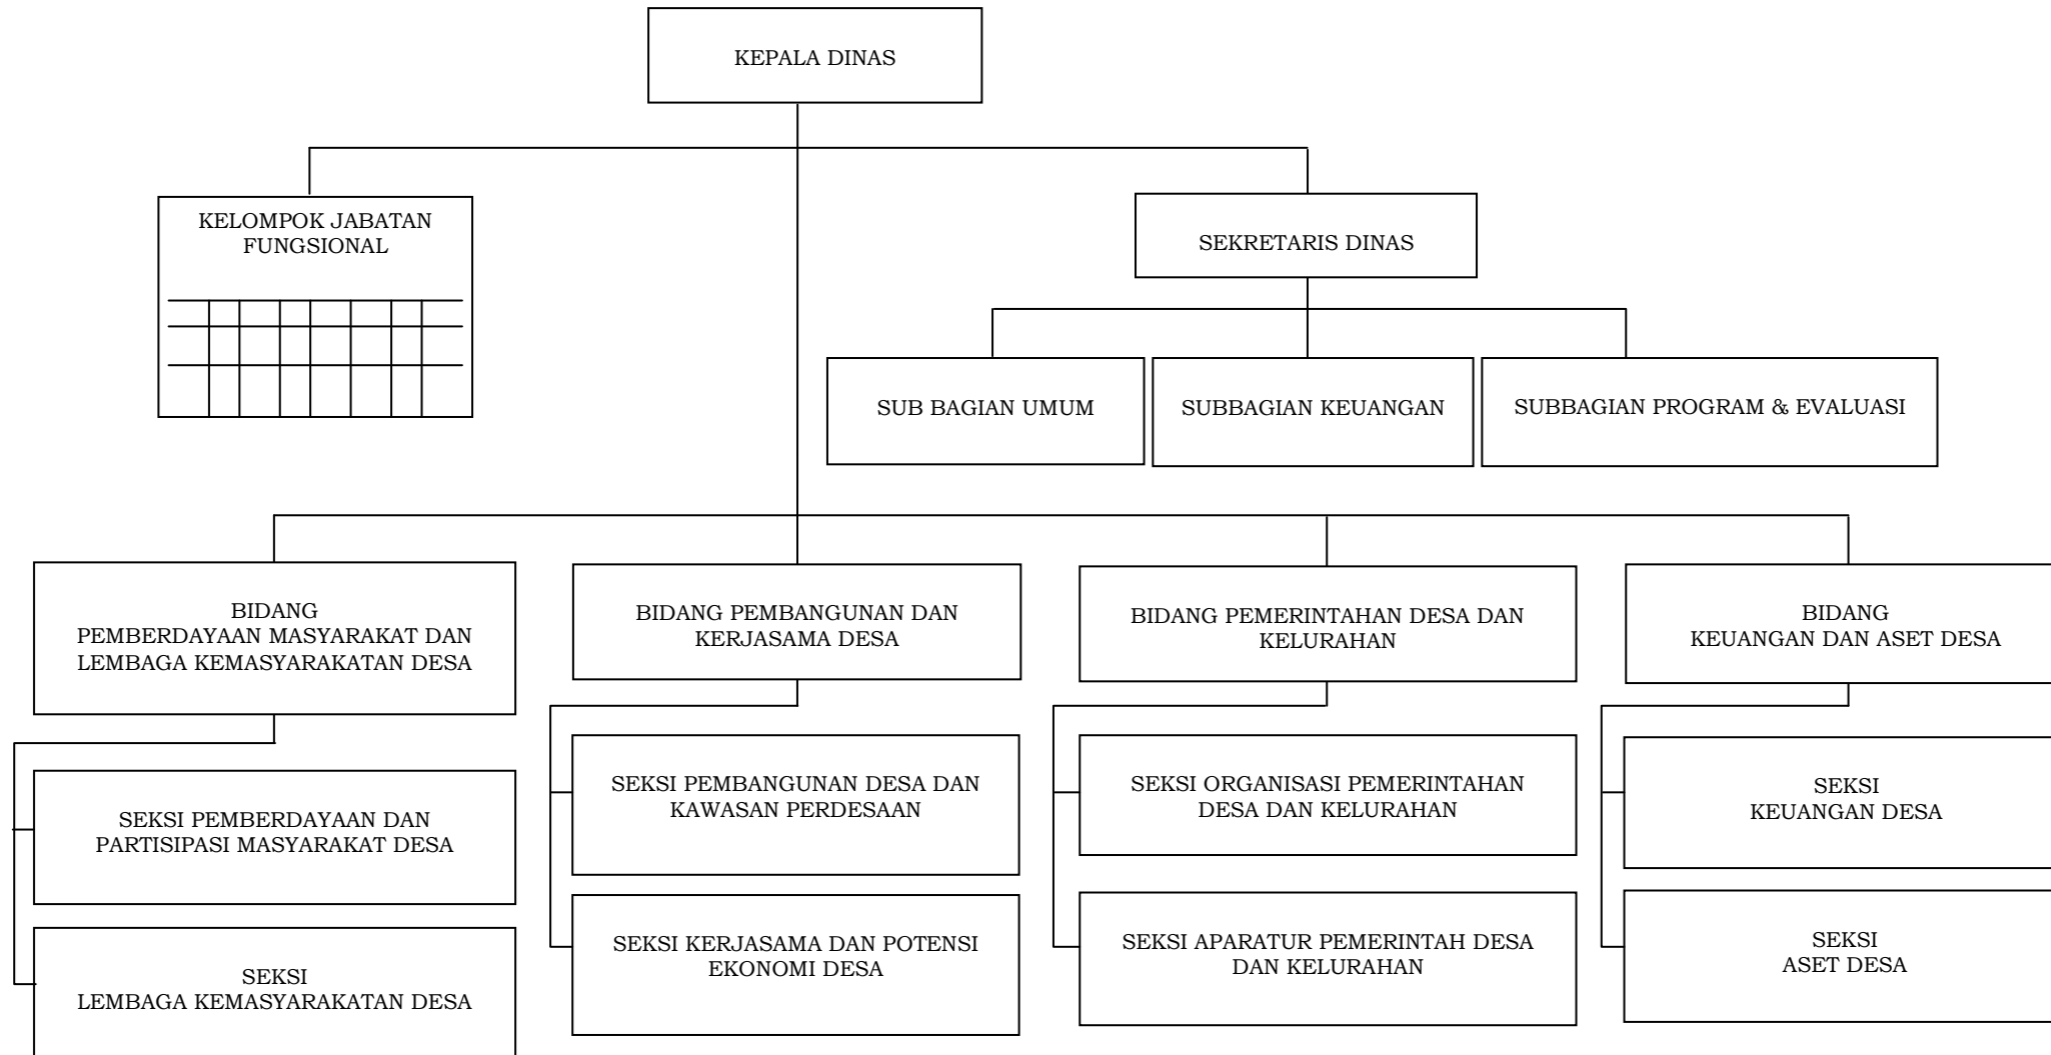 KEPALA DINAS
KELOMPOK JABATAN
FUNGSIONAL
SEKRETARIS DINAS
SUB BAGIAN UMUM
SUBBAGIAN KEUANGAN
SUBBAGIAN PROGRAM & EVALUASI
BIDANG
PEMBERDAYAAN MASYARAKAT DAN
LEMBAGA KEMASYARAKATAN DESA
BIDANG PEMBANGUNAN DAN
KERJASAMA DESA
BIDANG PEMERINTAHAN DESA DAN
KELURAHAN
BIDANG
KEUANGAN DAN ASET DESA
SEKSI PEMBERDAYAAN DAN
PARTISIPASI MASYARAKAT DESA
SEKSI PEMBANGUNAN DESA DAN
KAWASAN PERDESAAN
SEKSI ORGANISASI PEMERINTAHAN
DESA DAN KELURAHAN
SEKSI
KEUANGAN DESA
SEKSI
LEMBAGA KEMASYARAKATAN DESA
SEKSI KERJASAMA DAN POTENSI
EKONOMI DESA
SEKSI APARATUR PEMERINTAH DESA
DAN KELURAHAN
SEKSI
ASET DESA